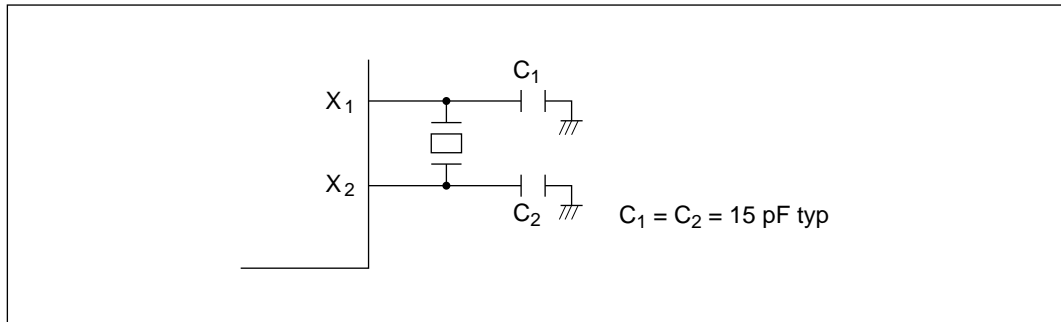 C₁
X₁
X₂
C₂
C₁ = C₂ = 15 pF typ